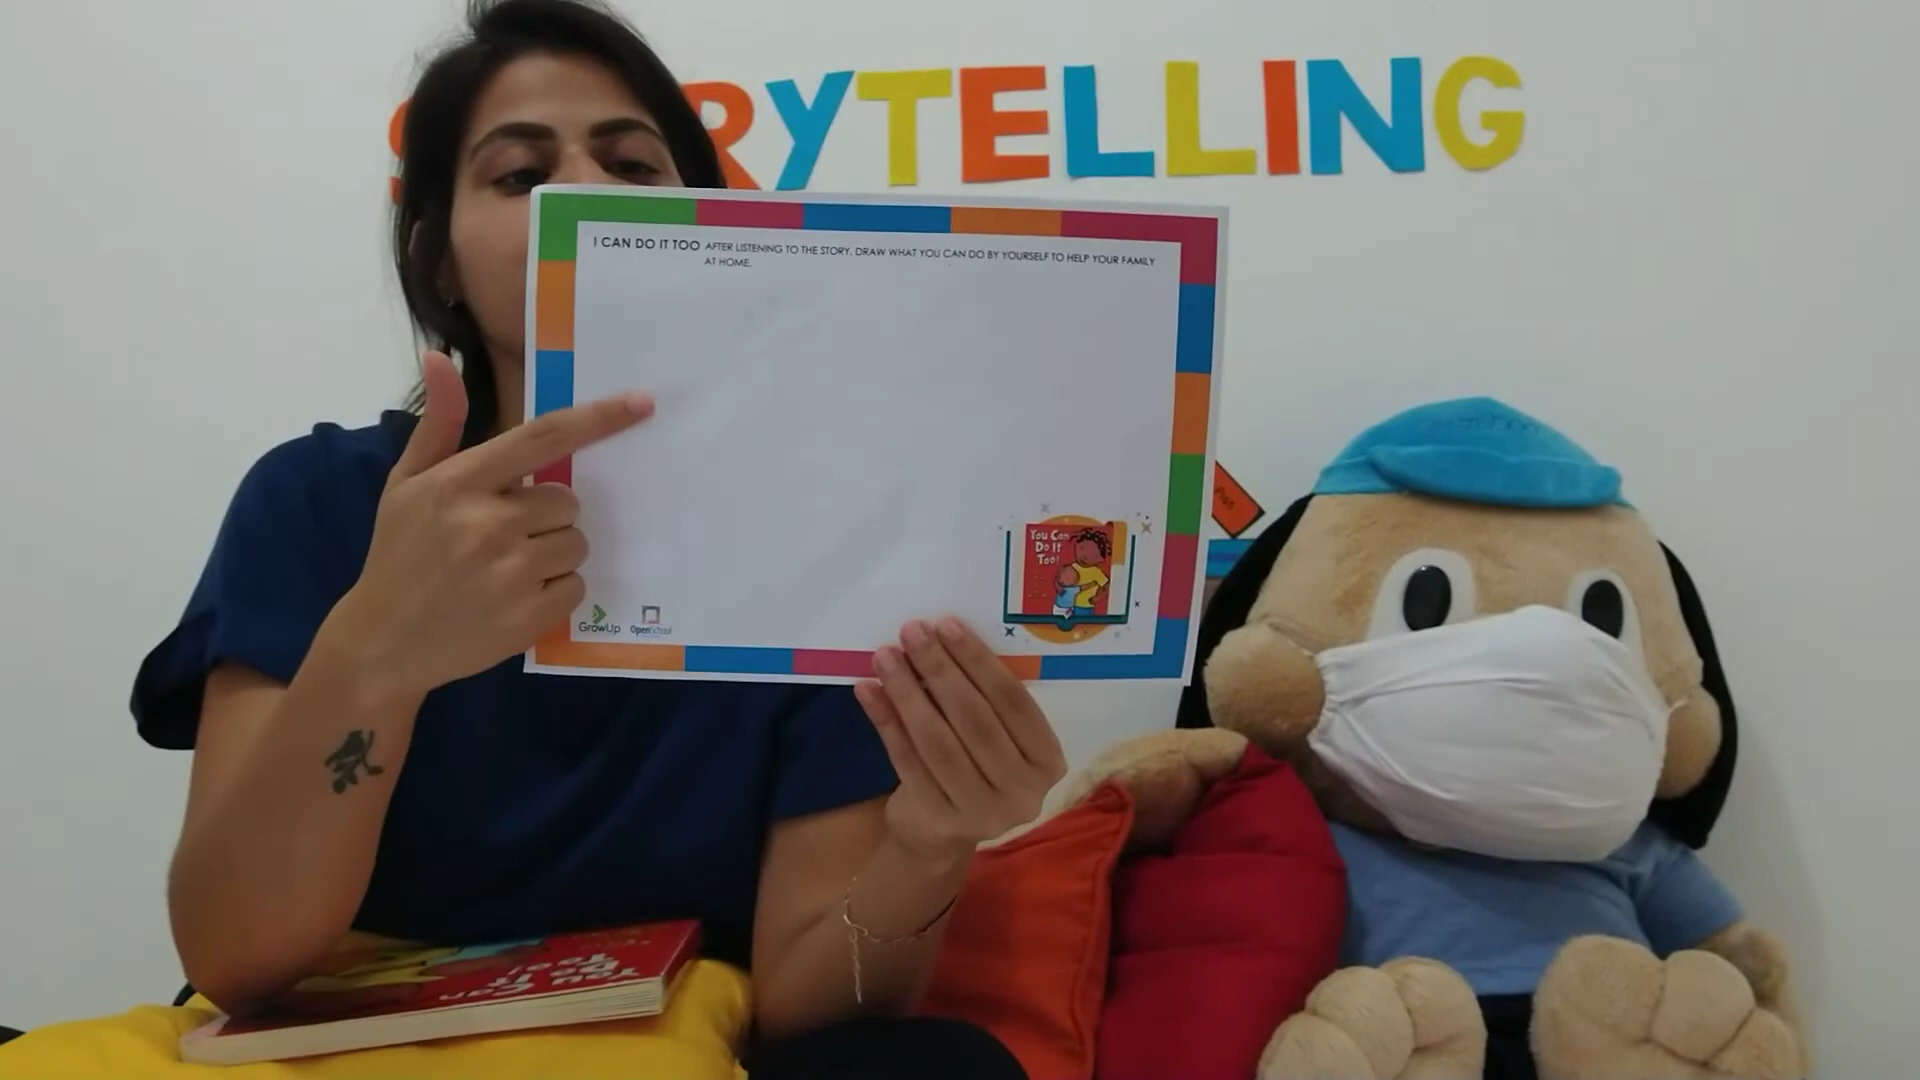 RYTELLING
I CAN DO IT TOO AFTER LISTENING TO THE STORY, DRAW WHAT YOU CAN DO BY YOURSELF TO HELP YOUR FAMILY
AT HOME.
You Can
Do It
Too!
GrowUp
OpenSchool
You Can
Do It
Too!